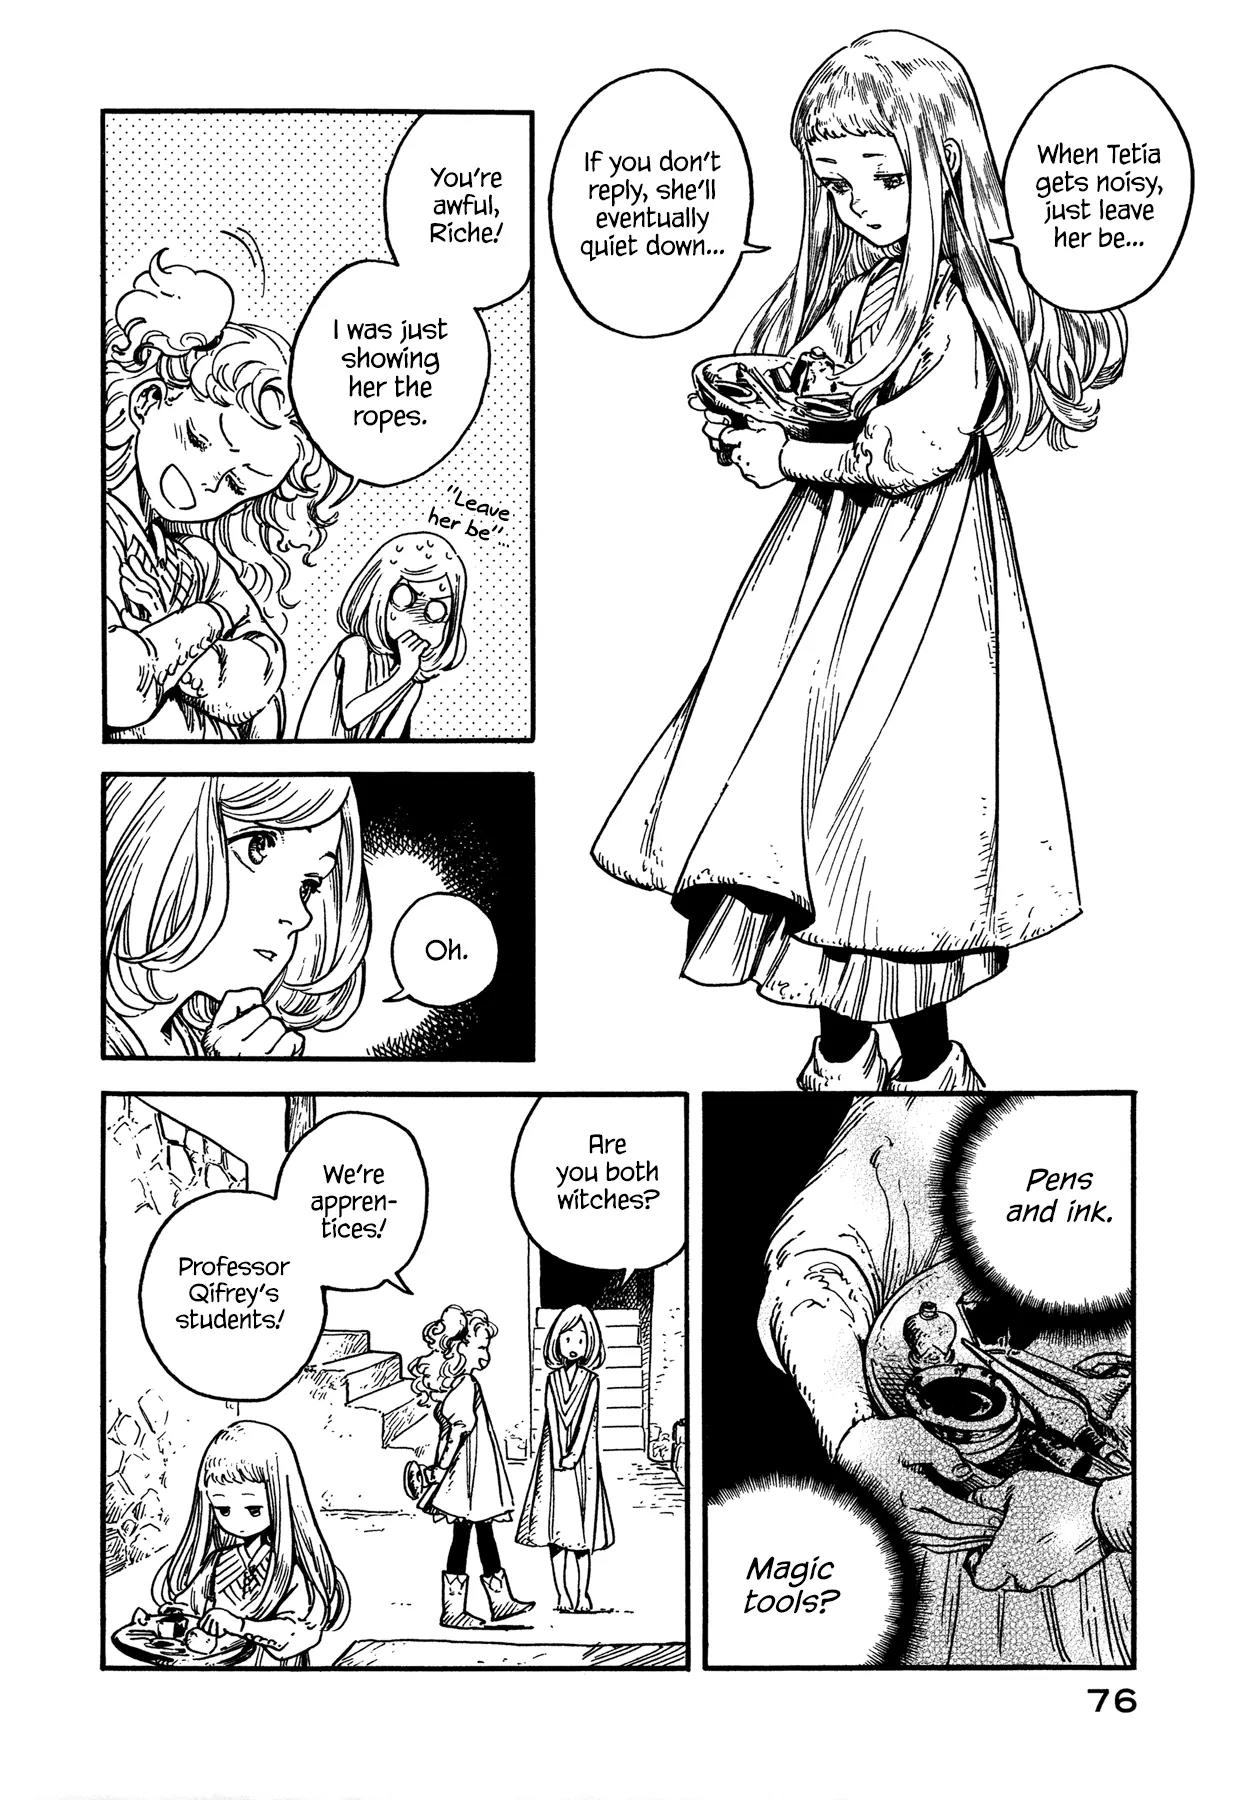 When Tetia
gets noisy,
just leave
her be...
If you don't
reply, she'll
eventually
quiet down...
You're
awful,
Riche!
I was just
showing
her the
ropes.
"Leave
her be"...
Oh.
Pens
and ink.
Magic
tools?
Are
you both
witches?
We're
appren-
tices!
Professor
Qifrey's
students!
76